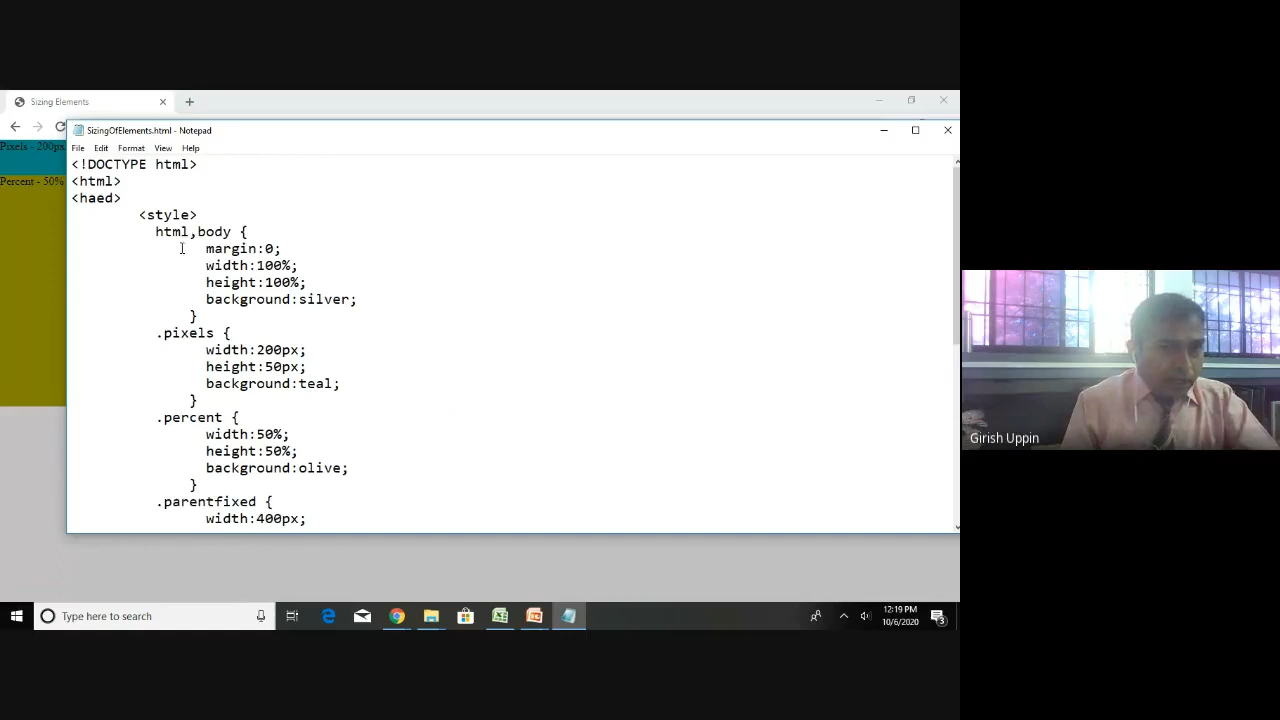 Sizing Elements
SizingOfElements.html - Notepad
File Edit Format View Help
Pixels - 200px
Percent - 50%
<!DOCTYPE html>
<html>
<haed>
<style>
html,body {
margin:0;
width:100%;
height:100%;
background:silver;
}
.pixels {
width:200px;
height:50px;
background:teal;
}
.percent {
width:50%;
height:50%;
background:olive;
}
.parentfixed {
width:400px;
Girish Uppin
Type here to search
12:19 PM
10/6/2020
3